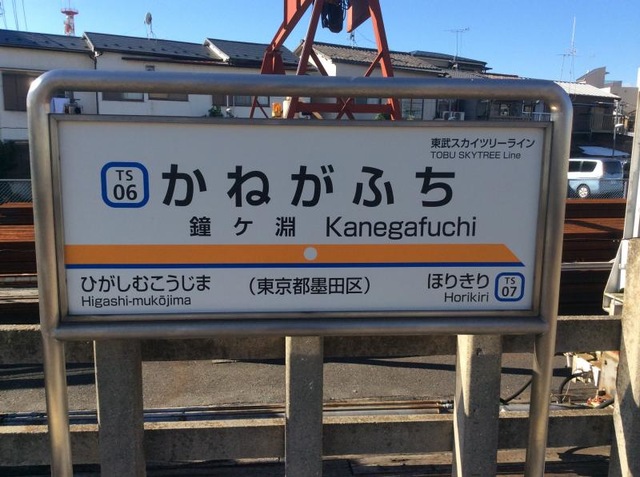 東武スカイツリーライン
TOBU SKYTREE Line
TS
06
かねがふち
鐘ヶ淵 Kanegafuchi
ひがしむこうじま
Higashi-mukōjima
(東京都墨田区)
ほりきり
Horikiri
TS
07